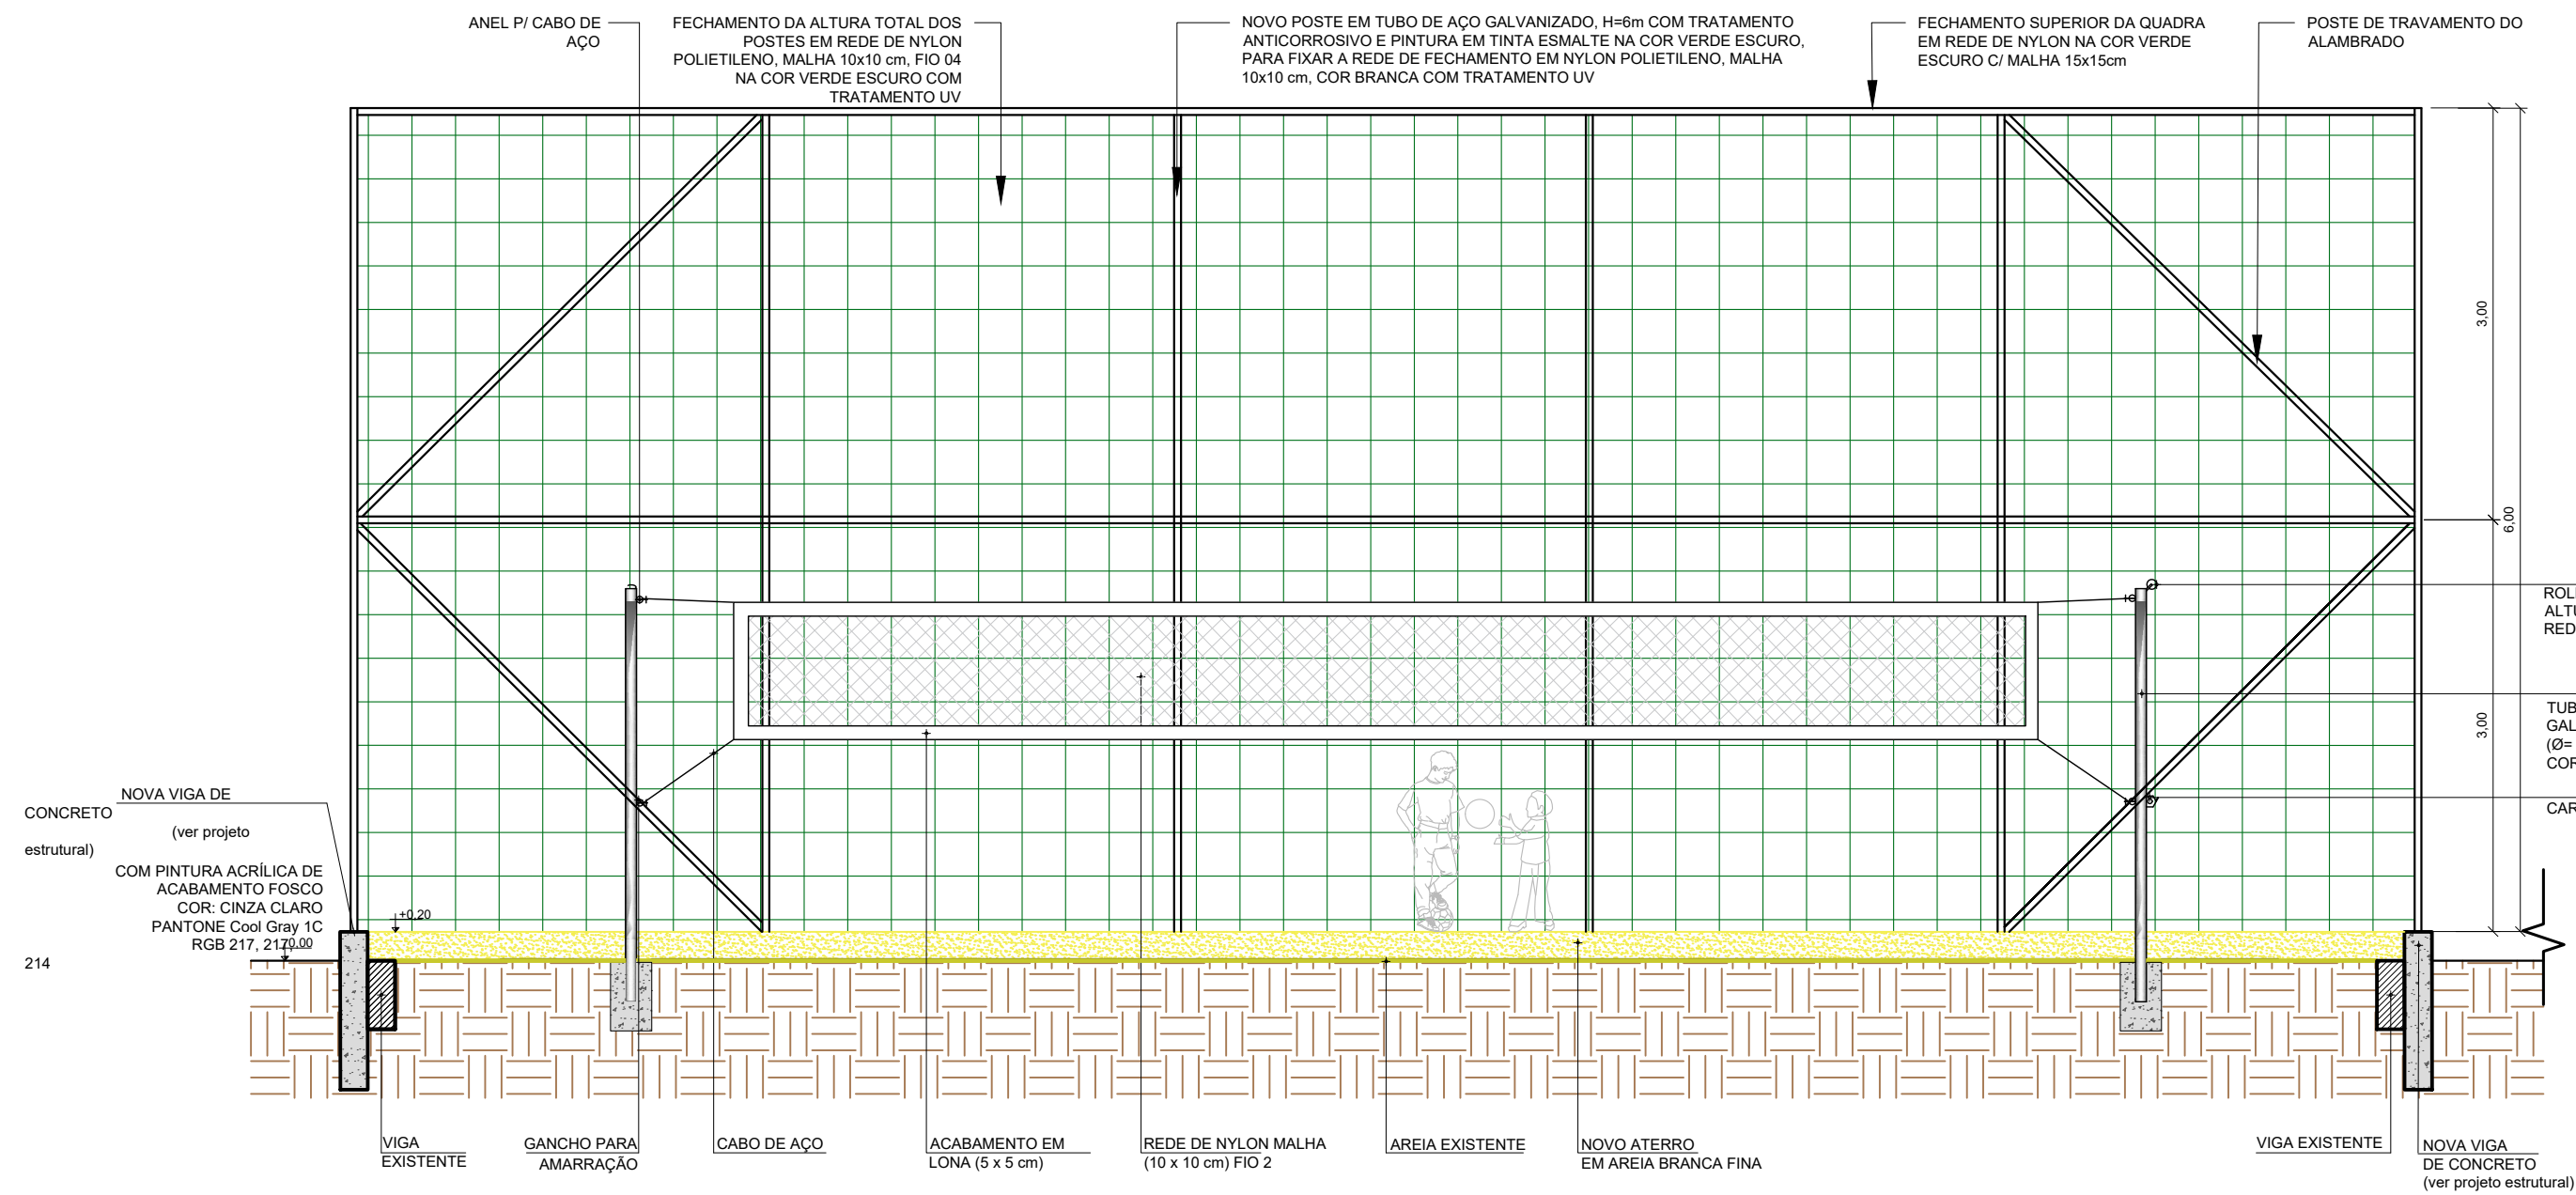 ANEL P/ CABO DE
AÇO
FECHAMENTO DA ALTURA TOTAL DOS
POSTES EM REDE DE NYLON
POLIETILENO, MALHA 10x10 cm, FIO 04
NA COR VERDE ESCURO COM
TRATAMENTO UV
NOVO POSTE EM TUBO DE AÇO GALVANIZADO, H=6m COM TRATAMENTO
ANTICORROSIVO E PINTURA EM TINTA ESMALTE NA COR VERDE ESCURO,
PARA FIXAR A REDE DE FECHAMENTO EM NYLON POLIETILENO, MALHA
10x10 cm, COR BRANCA COM TRATAMENTO UV
FECHAMENTO SUPERIOR DA QUADRA
EM REDE DE NYLON NA COR VERDE
ESCURO C/ MALHA 15x15cm
POSTE DE TRAVAMENTO DO
ALAMBRADO
3,00
6,00
3,00
ALTU
RED
TUB
GAL
(Ø=
COR
CAR
NOVA VIGA DE
CONCRETO
(ver projeto
estrutural)
COM PINTURA ACRÍLICA DE
ACABAMENTO FOSCO
COR: CINZA CLARO
PANTONE Cool Gray 1C
RGB 217, 217,
214
+0,20
0,00
VIGA
EXISTENTE
GANCHO PARA
AMARRAÇÃO
CABO DE AÇO
ACABAMENTO EM
LONA (5 x 5 cm)
REDE DE NYLON MALHA
(10 x 10 cm) FIO 2
AREIA EXISTENTE
NOVO ATERRO
EM AREIA BRANCA FINA
VIGA EXISTENTE
NOVA VIGA
DE CONCRETO
(ver projeto estrutural)